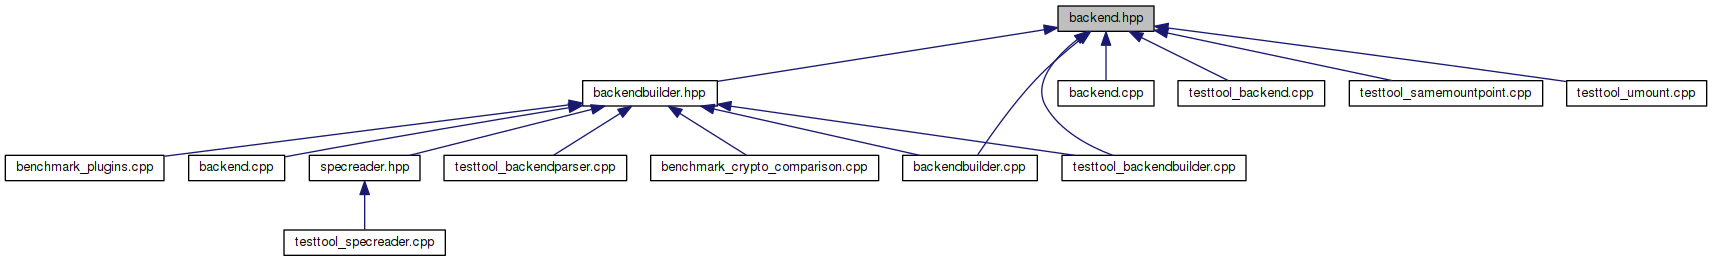 backend.hpp
backendbuilder.hpp
backend.cpp
testtool_backend.cpp
testtool_samemountpoint.cpp
testtool_umount.cpp
benchmark_plugins.cpp
backend.cpp
specreader.hpp
testtool_backendparser.cpp
benchmark_crypto_comparison.cpp
backendbuilder.cpp
testtool_backendbuilder.cpp
testtool_specreader.cpp